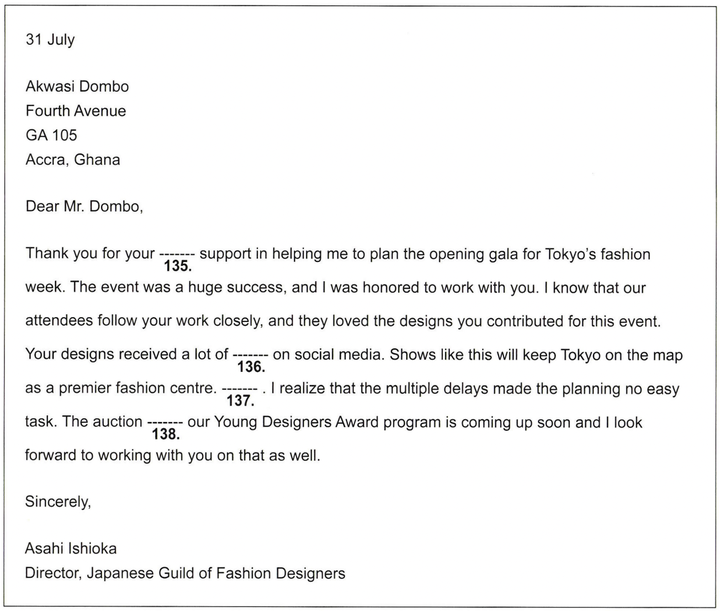 31 July
Akwasi Dombo
Fourth Avenue
GA 105
Accra, Ghana
Dear Mr. Dombo,
Thank you for your ------- support in helping me to plan the opening gala for Tokyo's fashion
135.
week. The event was a huge success, and I was honored to work with you. I know that our
attendees follow your work closely, and they loved the designs you contributed for this event.
Your designs received a lot of ------- on social media. Shows like this will keep Tokyo on the map
136.
as a premier fashion centre. ------- . I realize that the multiple delays made the planning no easy
137.
task. The auction ------- our Young Designers Award program is coming up soon and I look
138.
forward to working with you on that as well.
Sincerely,
Asahi Ishioka
Director, Japanese Guild of Fashion Designers